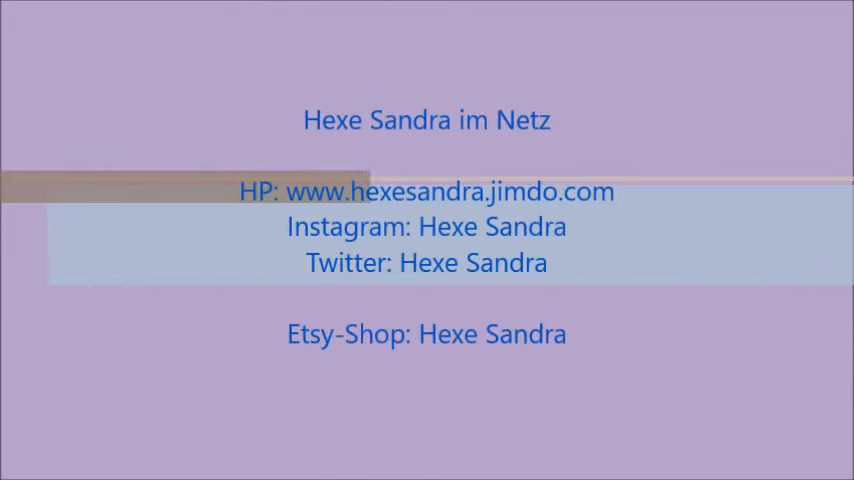 Hexe Sandra im Netz
HP: www.hexesandra.jimdo.com
Instagram: Hexe Sandra
Twitter: Hexe Sandra
Etsy-Shop: Hexe Sandra